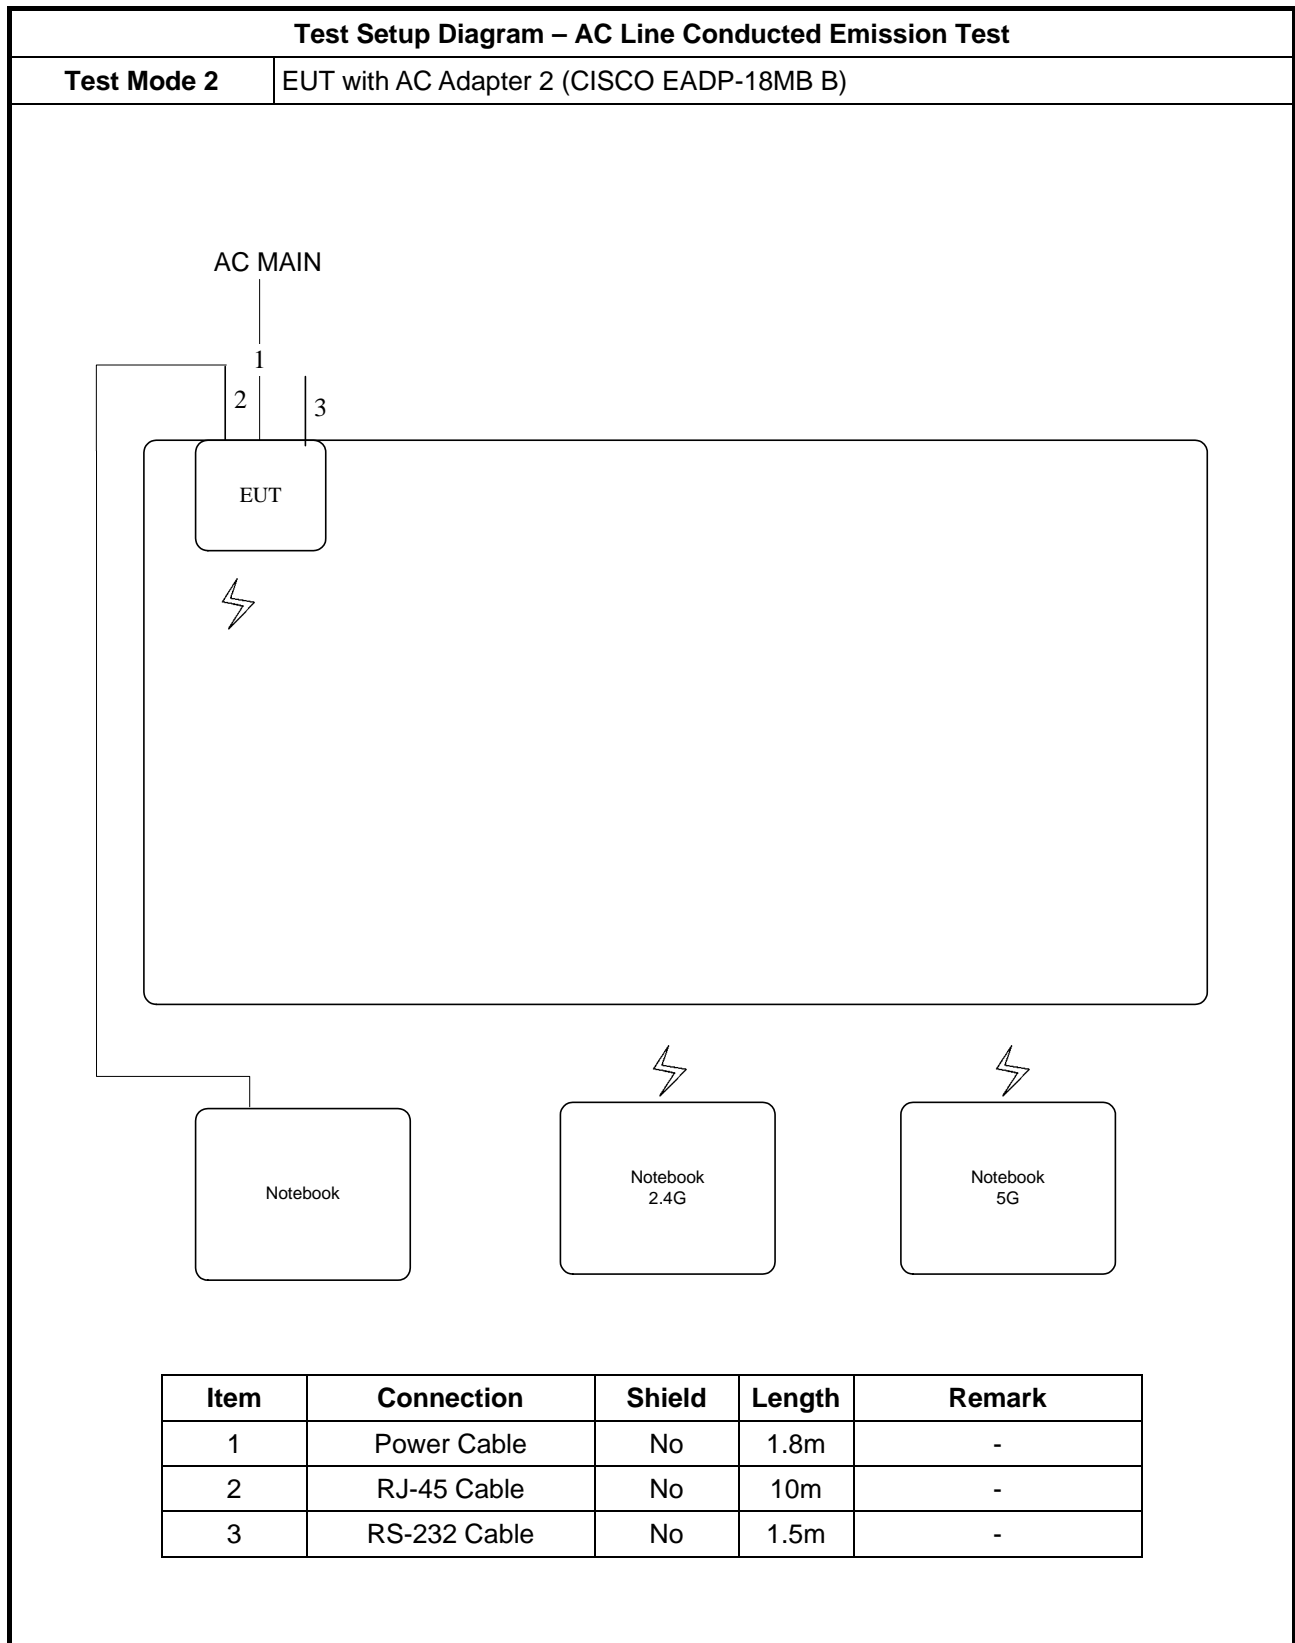 Test Setup Diagram – AC Line Conducted Emission Test
Test Mode 2 EUT with AC Adapter 2 (CISCO EADP-18MB B)
AC MAIN
1
2
3
EUT
Notebook
Notebook
2.4G
Notebook
5G
Item Connection Shield Length Remark
1 Power Cable No 1.8m -
2 RJ-45 Cable No 10m -
3 RS-232 Cable No 1.5m -